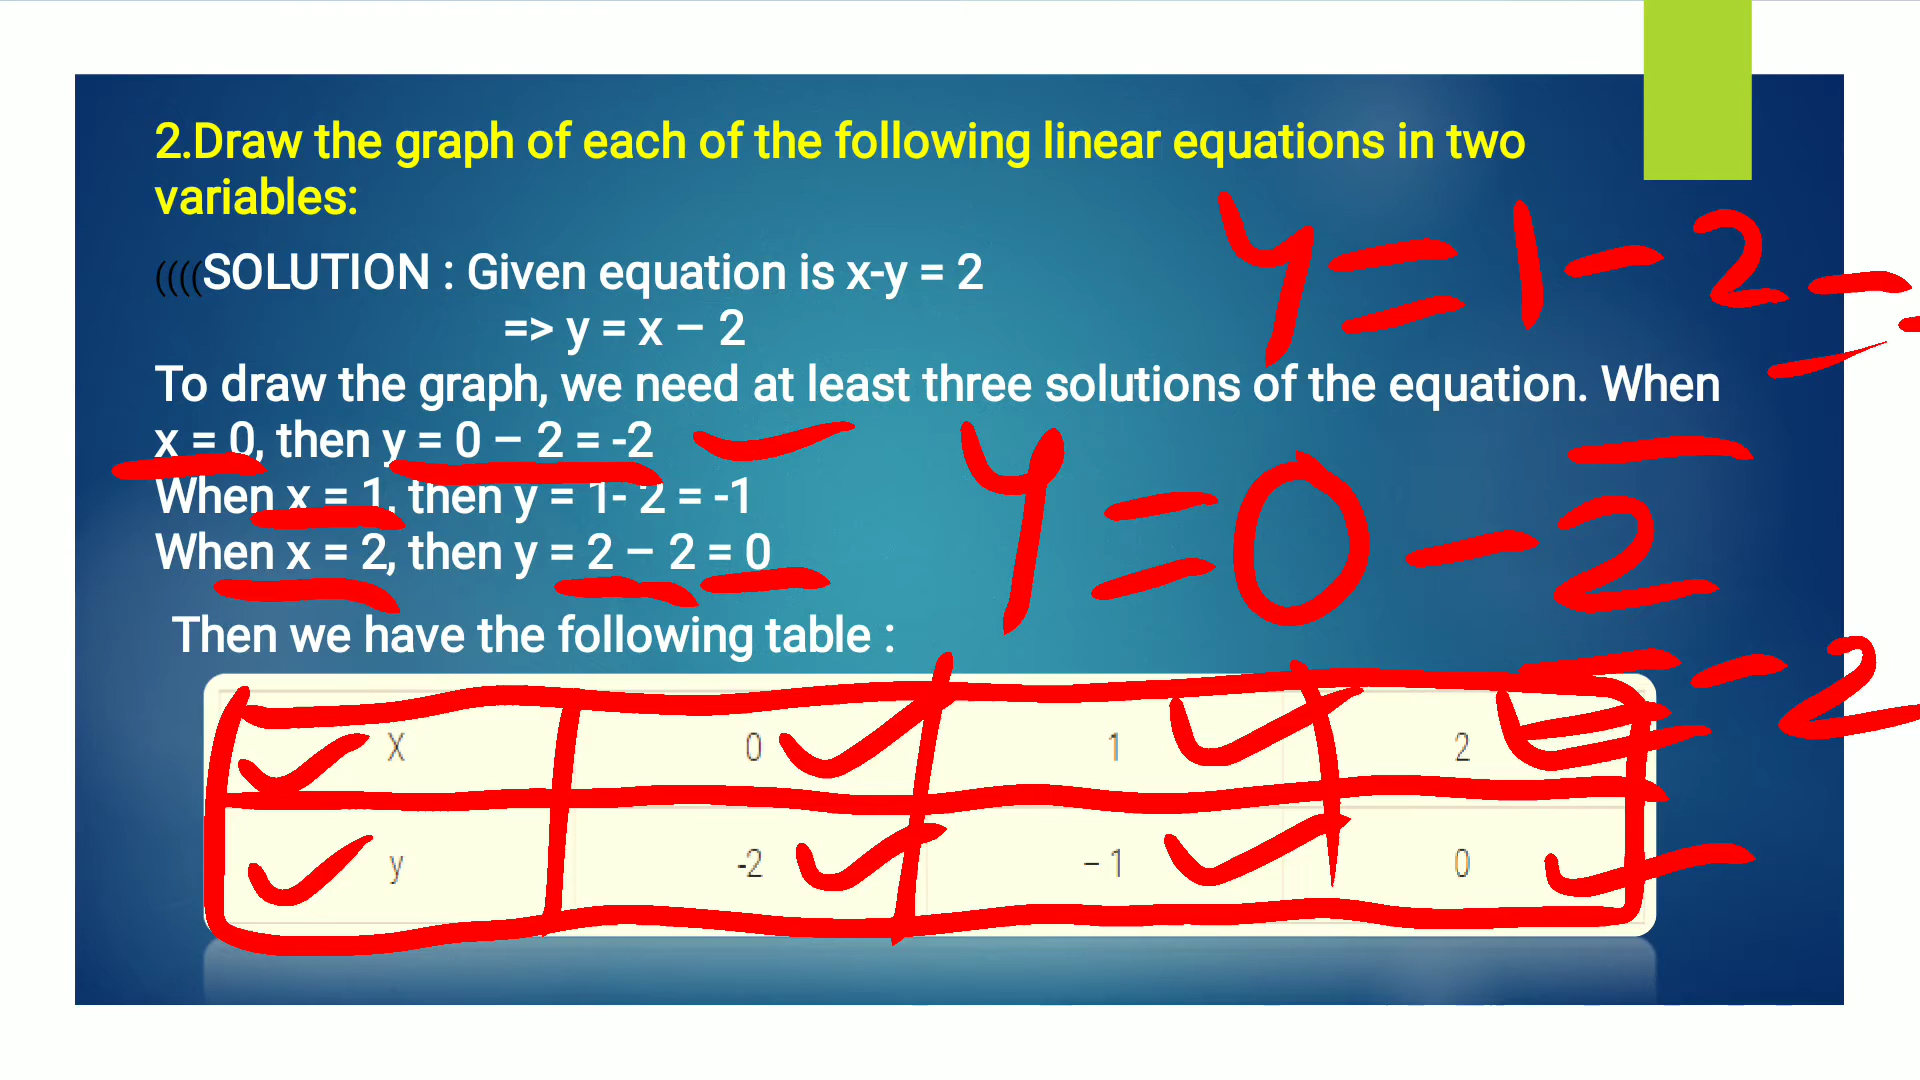 2.Draw the graph of each of the following linear equations in two
variables:
((((SOLUTION : Given equation is x-y = 2
=> y = x – 2
y = 1 - 2 =
To draw the graph, we need at least three solutions of the equation. When
x = 0, then y = 0 – 2 = -2
When x = 1, then y = 1- 2 = -1
When x = 2, then y = 2 – 2 = 0
y = 0 - 2
= -2
Then we have the following table :
X 0 1 2
y -2 – 1 0